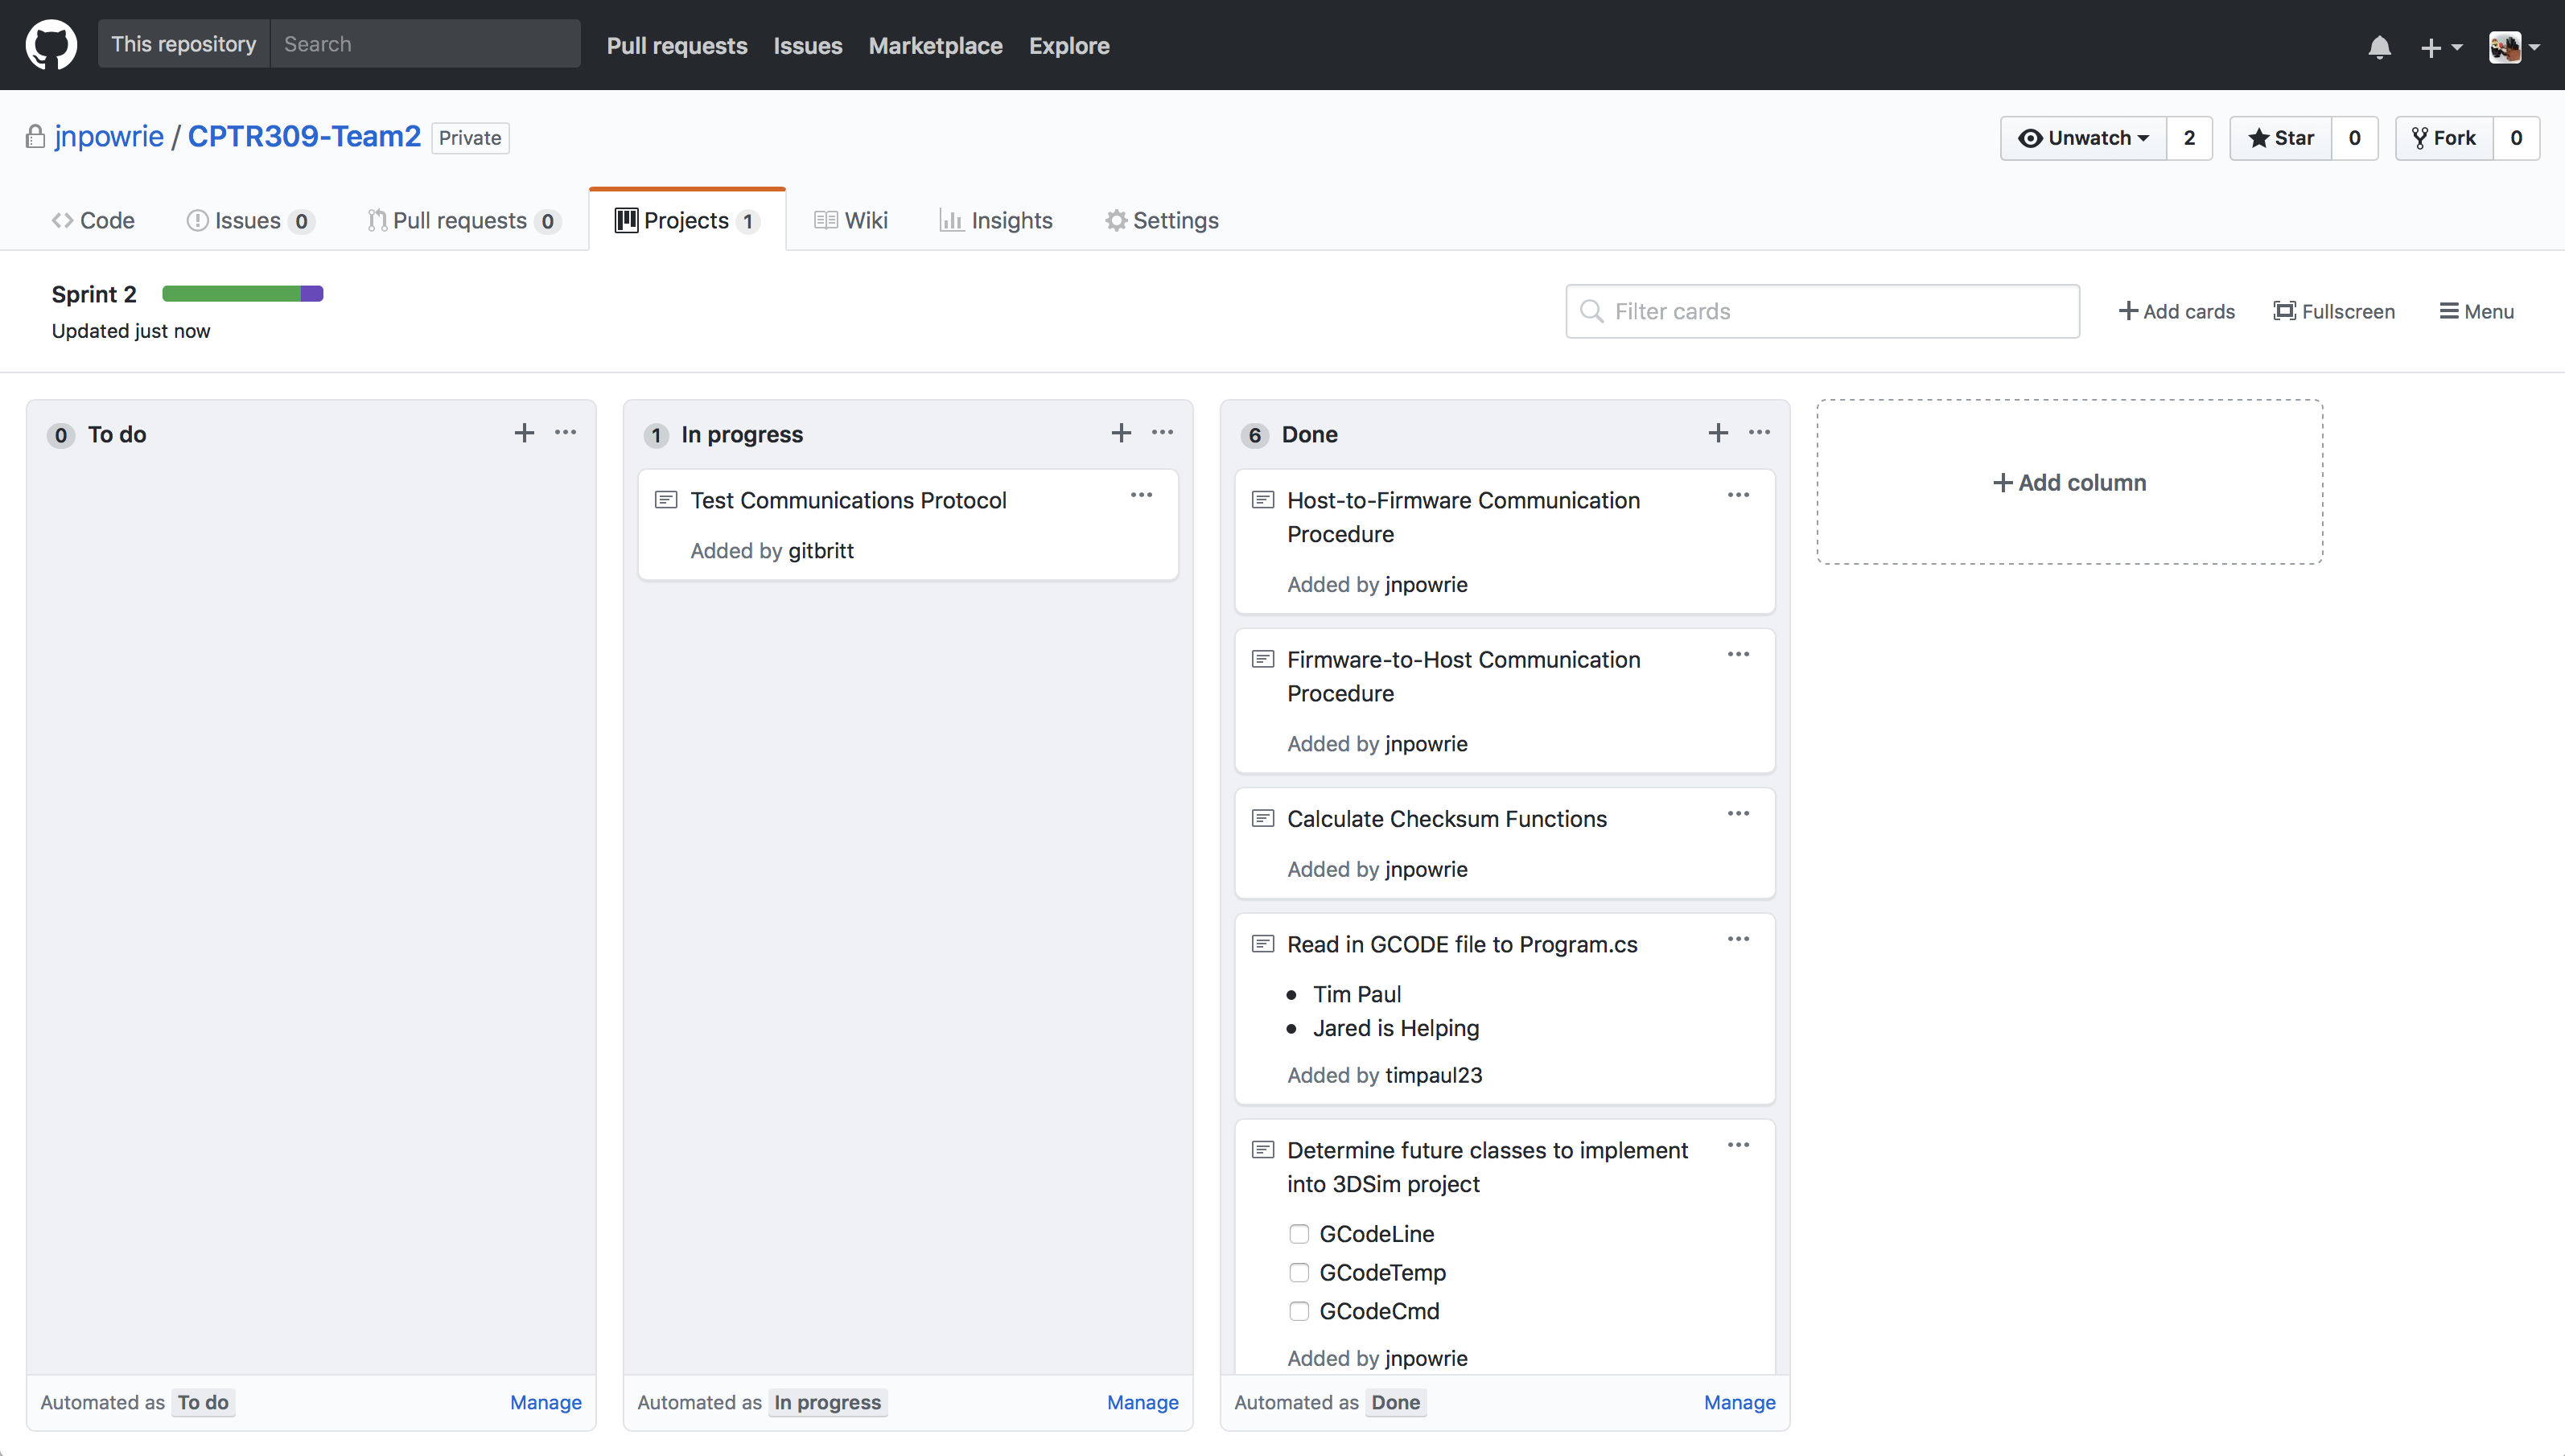 This repository Search Pull requests Issues Marketplace Explore
jnpowrie / CPTR309-Team2 Private
Unwatch 2 Star 0 Fork 0
Code Issues 0 Pull requests 0 Projects 1 Wiki Insights Settings
Sprint 2
Updated just now
Filter cards
Add cards Fullscreen Menu
0 To do
Automated as To do Manage
1 In progress
Test Communications Protocol
Added by gitbritt
Automated as In progress Manage
6 Done
Host-to-Firmware Communication
Procedure
Added by jnpowrie
Firmware-to-Host Communication
Procedure
Added by jnpowrie
Calculate Checksum Functions
Added by jnpowrie
Read in GCODE file to Program.cs
Tim Paul
Jared is Helping
Added by timpaul23
Determine future classes to implement
into 3DSim project
GCodeLine
GCodeTemp
GCodeCmd
Added by jnpowrie
Automated as Done Manage
Add column